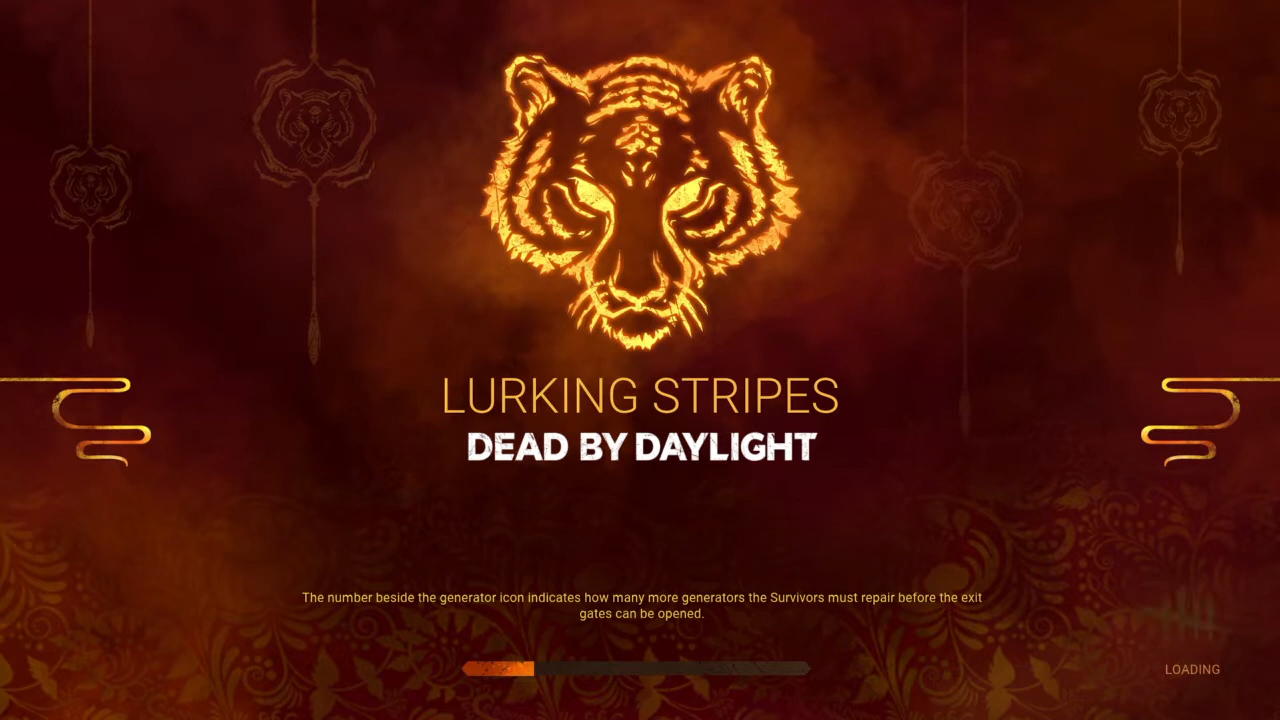 LURKING STRIPES
DEAD BY DAYLIGHT
The number beside the generator icon indicates how many more generators the Survivors must repair before the exit
gates can be opened.
LOADING